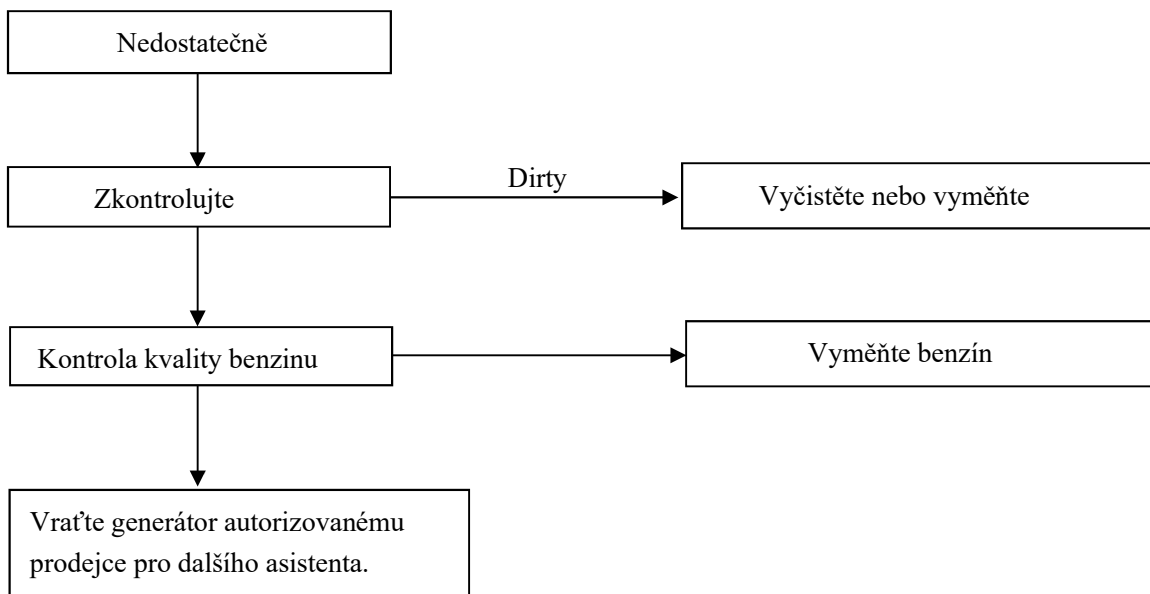 Nedostatečně
Zkontrolujte
Dirty
Vyčistěte nebo vyměňte
Kontrola kvality benzinu
Vyměňte benzín
Vraťte generátor autorizovanému
prodejce pro dalšího asistenta.